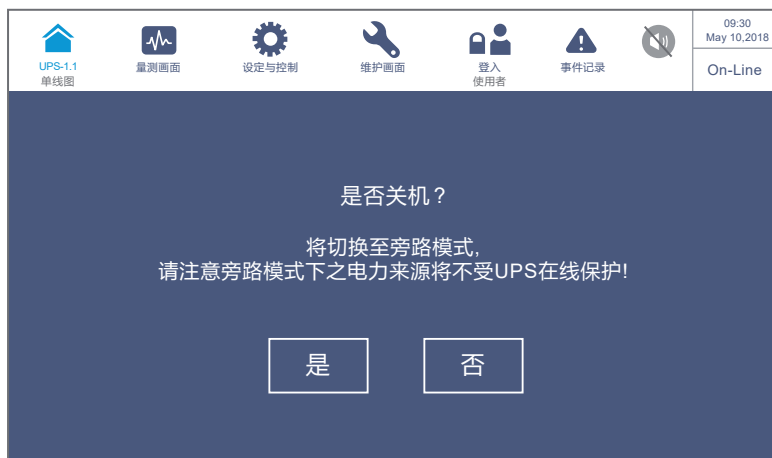 UPS-1.1
单线图
量测画面
设定与控制
维护画面
登入
使用者
事件记录
09:30
May 10,2018
On-Line
是否关机？
将切换至旁路模式,
请注意旁路模式下之电力来源将不受UPS在线保护!
是
否